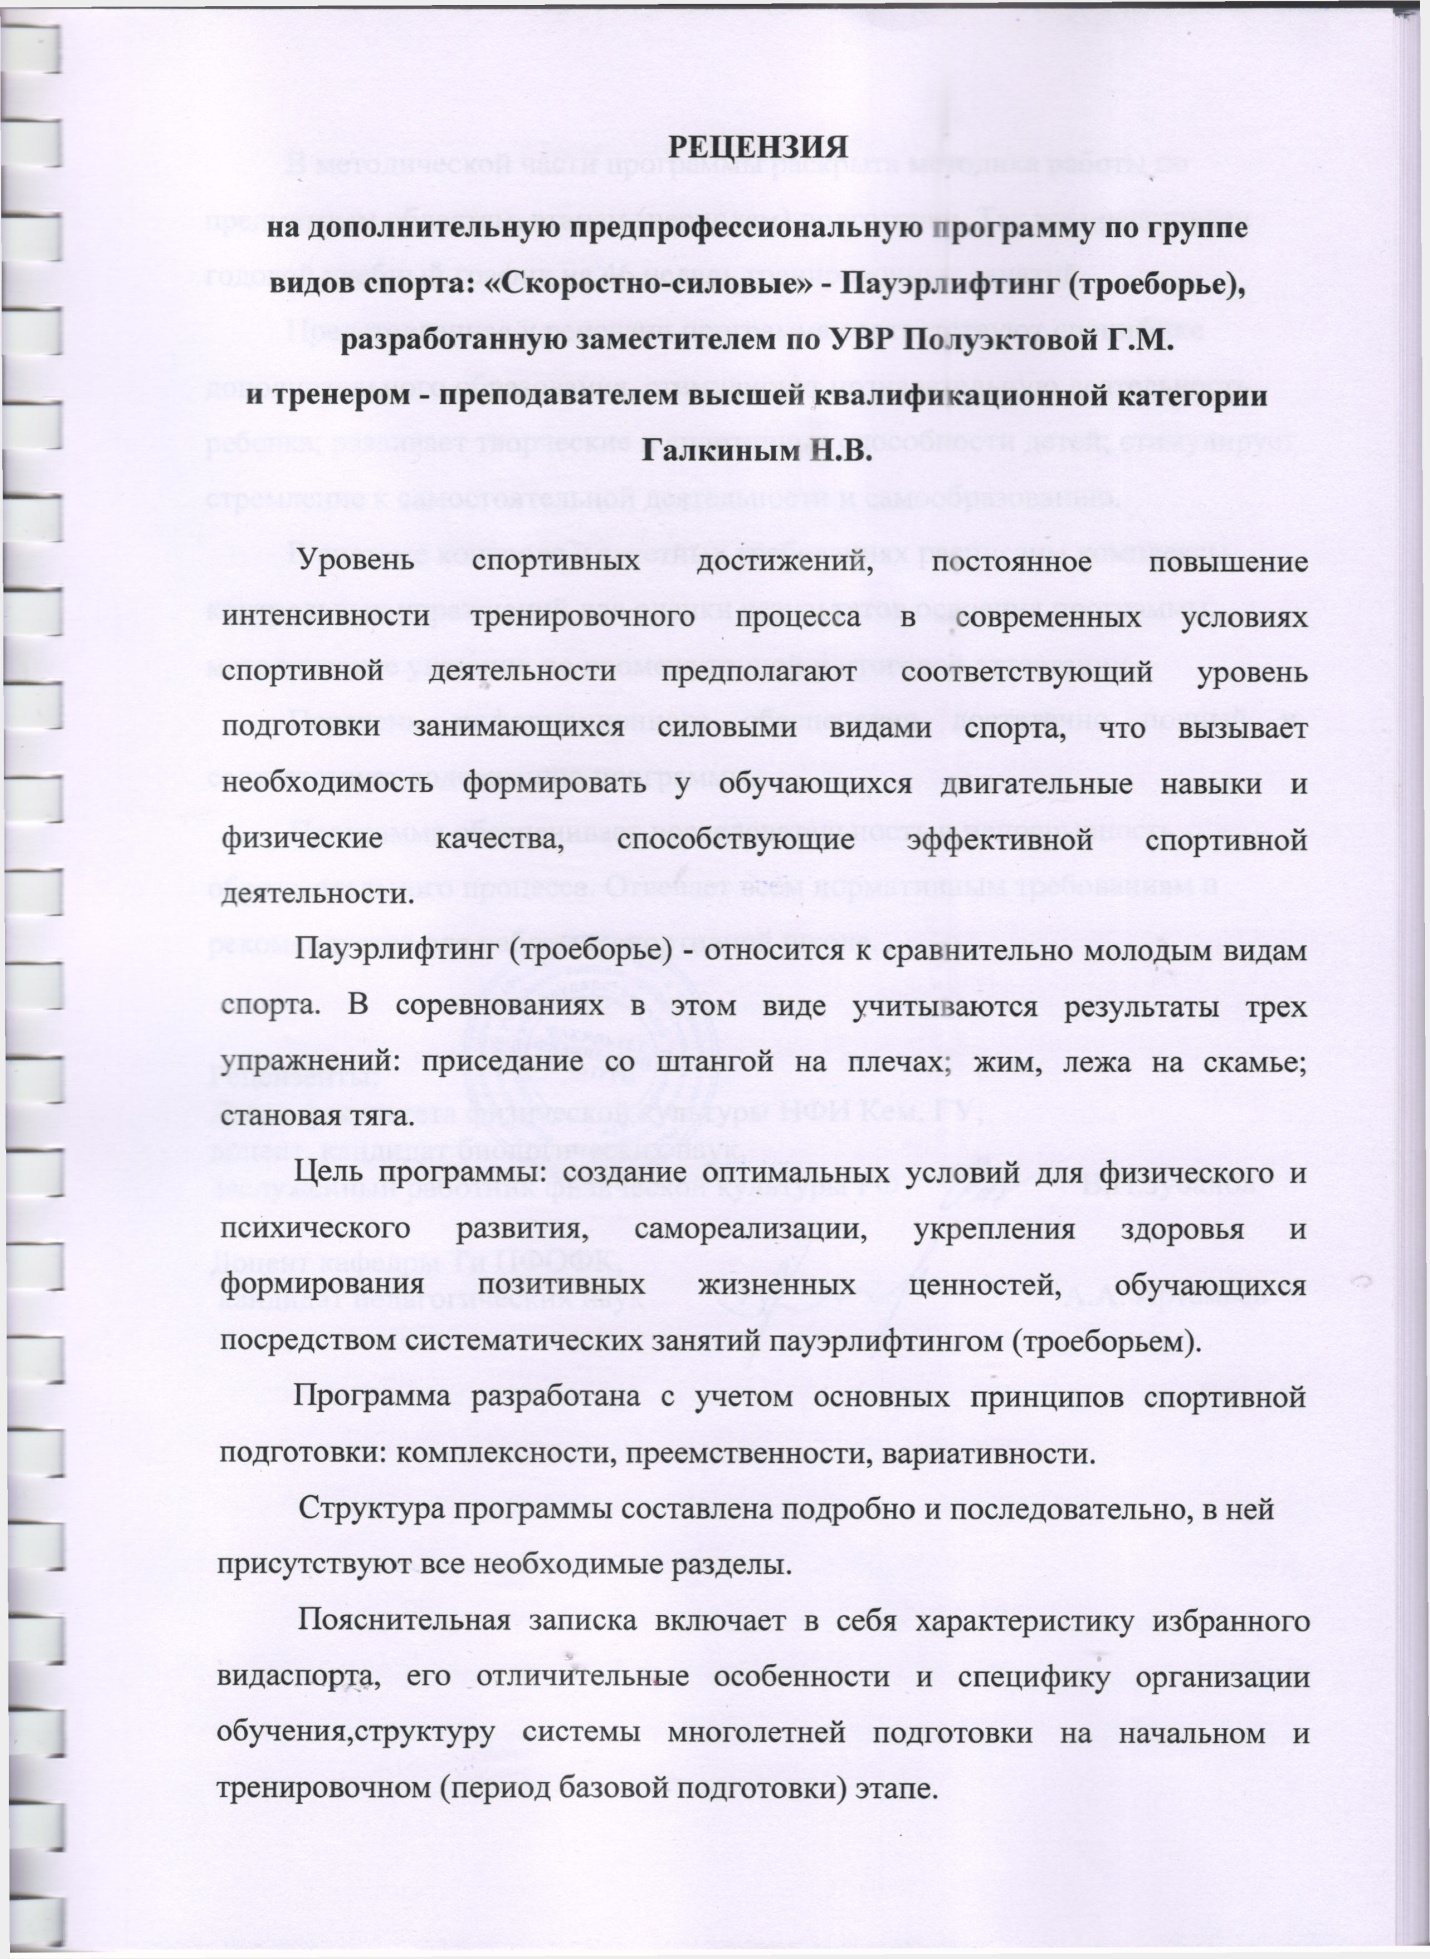 РЕЦЕНЗИЯ
на дополнительную предпрофессиональную программу по группе
видов спорта: «Скоростно-силовые» - Пауэрлифтинг (троеборье),
разработанную заместителем по УВР Полуэктовой Г.М.
и тренером - преподавателем высшей квалификационной категории
Галкиным Н.В.
Уровень спортивных достижений, постоянное повышение
интенсивности тренировочного процесса в современных условиях
спортивной деятельности предполагают соответствующий уровень
подготовки занимающихся силовыми видами спорта, что вызывает
необходимость формировать у обучающихся двигательные навыки и
физические качества, способствующие эффективной спортивной
деятельности.
Пауэрлифтинг (троеборье) - относится к сравнительно молодым видам
спорта. В соревнованиях в этом виде учитываются результаты трех
упражнений: приседание со штангой на плечах; жим, лежа на скамье;
становая тяга.
Цель программы: создание оптимальных условий для физического и
психического развития, самореализации, укрепления здоровья и
формирования позитивных жизненных ценностей, обучающихся
посредством систематических занятий пауэрлифтингом (троеборьем).
Программа разработана с учетом основных принципов спортивной
подготовки: комплексности, преемственности, вариативности.
Структура программы составлена подробно и последовательно, в ней
присутствуют все необходимые разделы.
Пояснительная записка включает в себя характеристику избранного
видаспорта, его отличительные особенности и специфику организации
обучения,структуру системы многолетней подготовки на начальном и
тренировочном (период базовой подготовки) этапе.